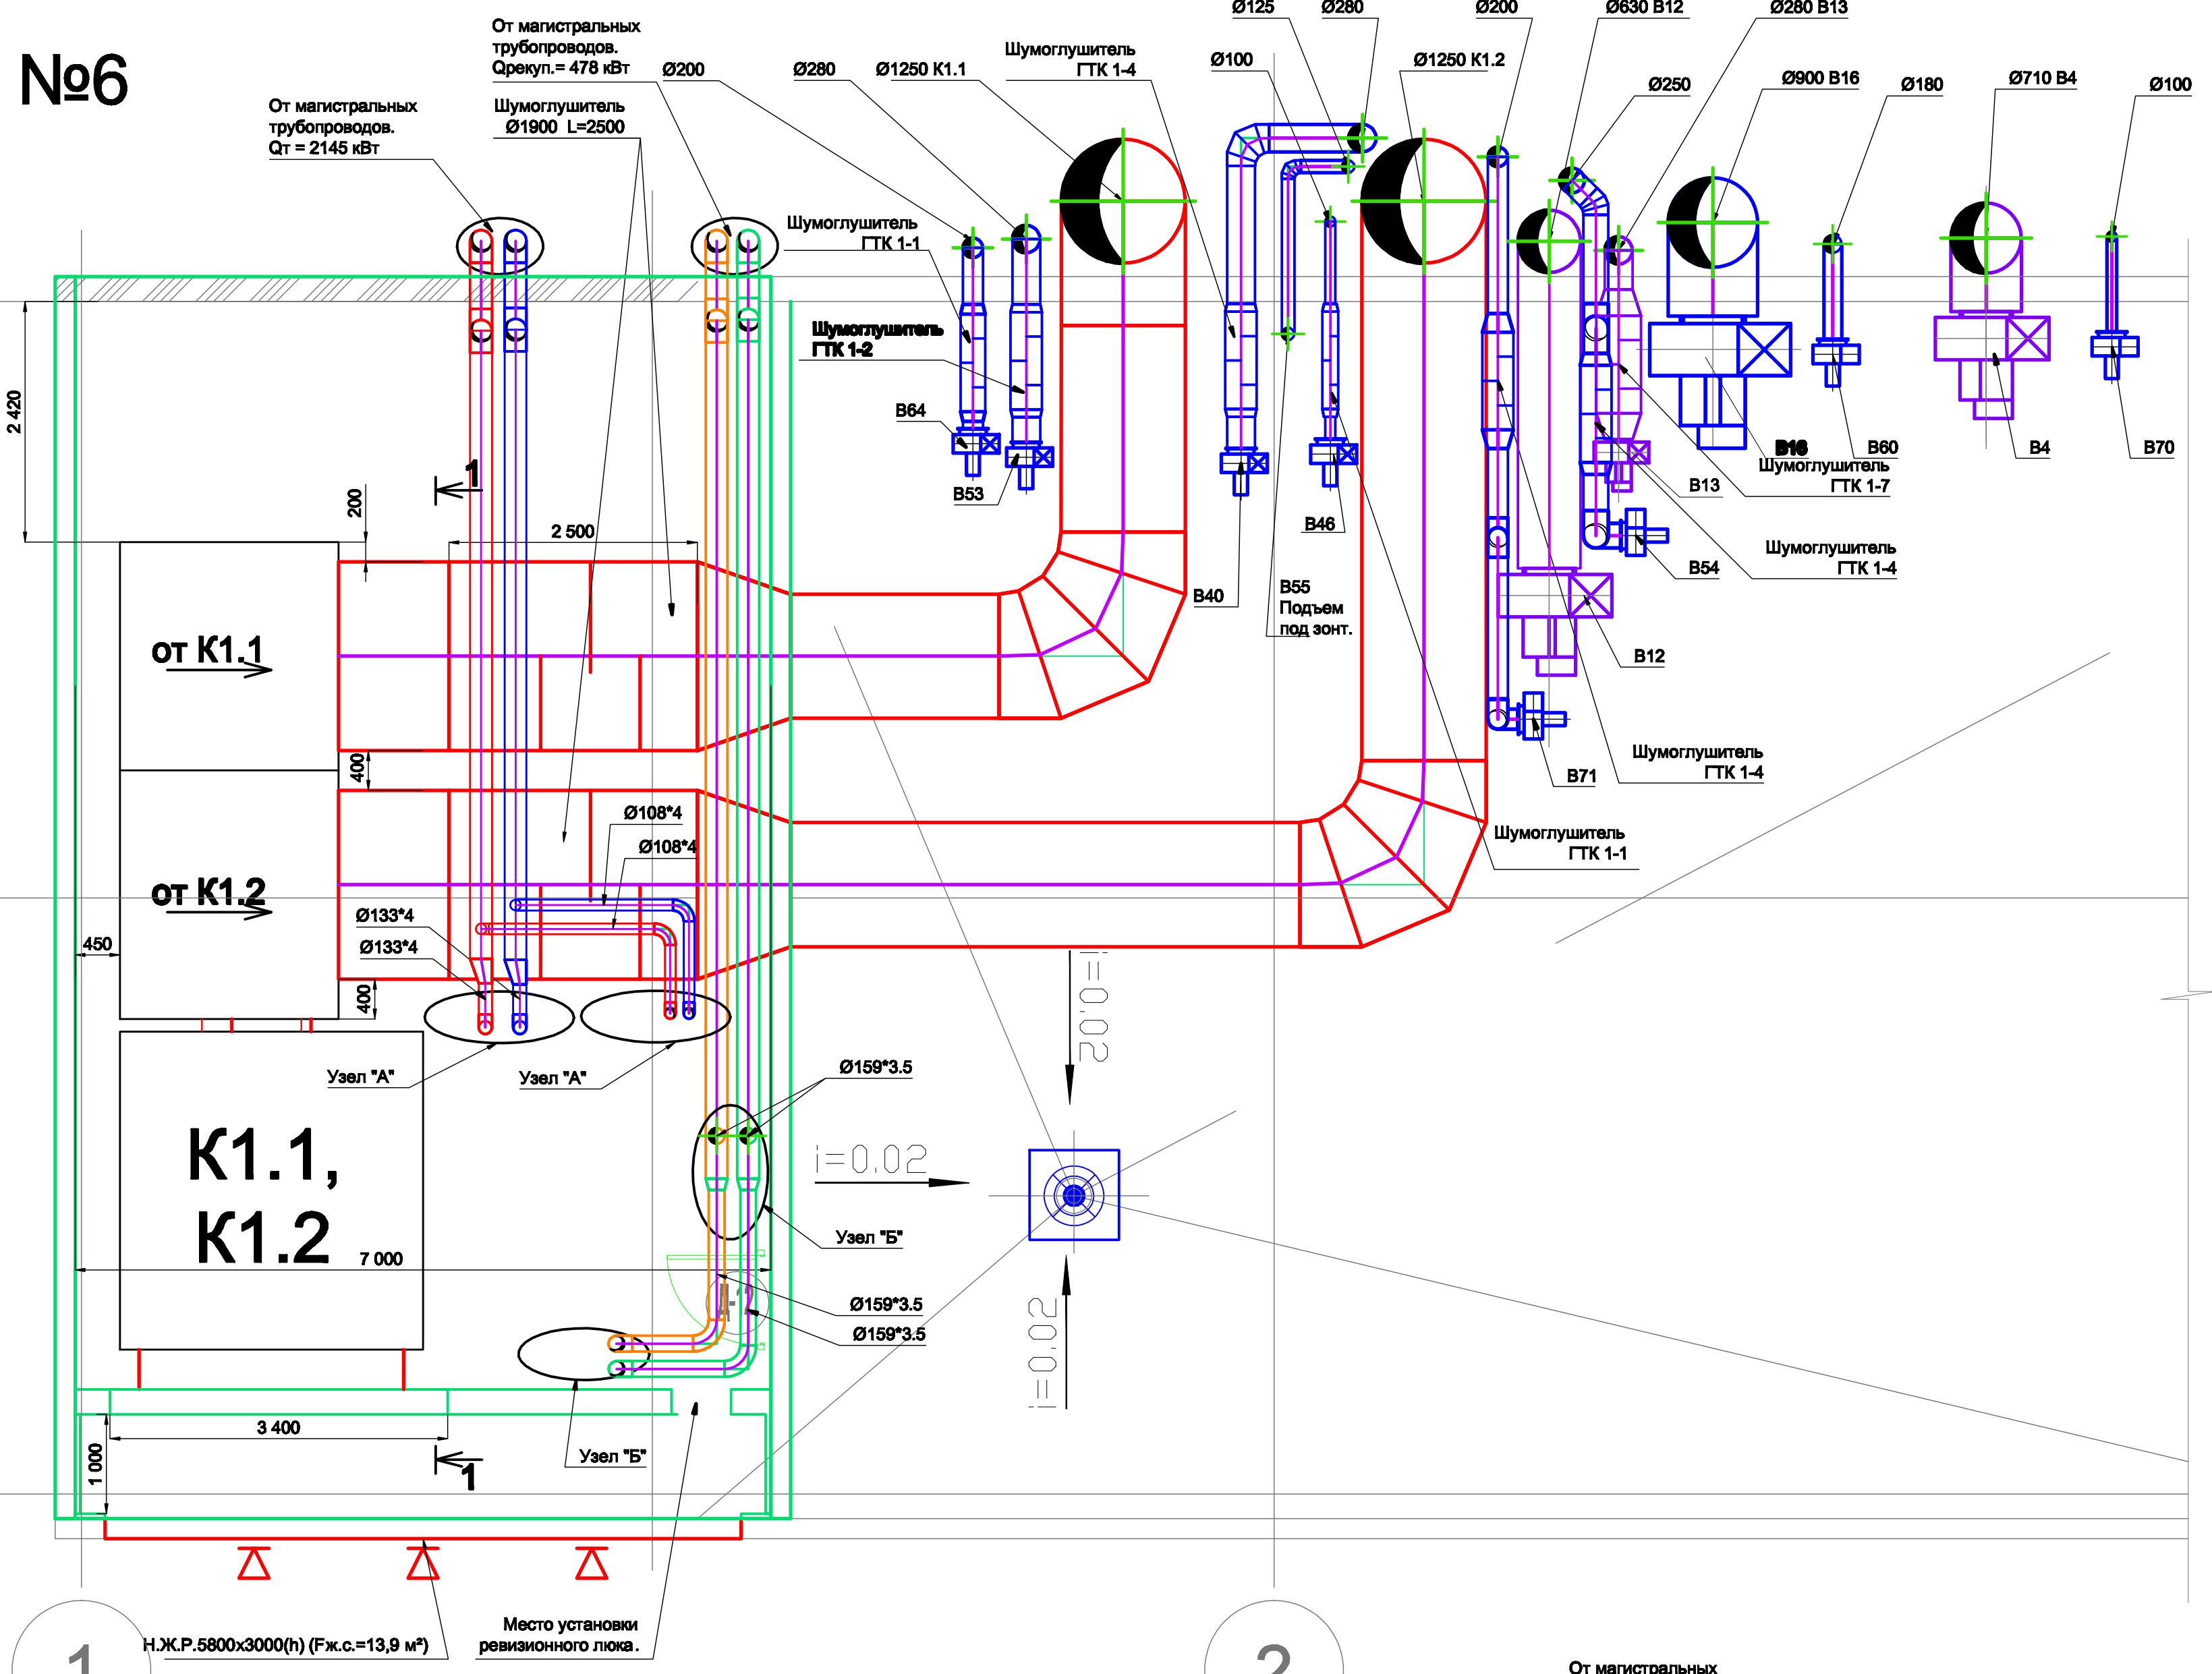 №6
От магистральных
трубопроводов.
Qрекуп.= 478 кВт
От магистральных
трубопроводов.
Qт = 2145 кВт
Шумоглушитель
Ø1900 L=2500
Ø200
Ø280
Ø1250 К1.1
Шумоглушитель
ГТК 1-4
Ø125
Ø280
Ø100
Ø1250 К1.2
Ø200
Ø630 В12
Ø280 В13
Ø250
Ø900 В16
Ø180
Ø710 В4
Ø100
Шумоглушитель
ГТК 1-1
Шумоглушитель
ГТК 1-2
В64
В53
В40
В46
В55
Подъем
под зонт.
В16
В60
В4
В70
Шумоглушитель
ГТК 1-7
В13
Шумоглушитель
ГТК 1-4
В54
В12
Шумоглушитель
ГТК 1-4
В71
Шумоглушитель
ГТК 1-1
2 420
200
1
2 500
от К1.1
400
Ø108*4
Ø108*4
от К1.2
Ø133*4
Ø133*4
450
400
Узел "А"
Узел "А"
Ø159*3.5
К1.1,
К1.2
7 000
i=0.02
i=0.02
i=0.02
Узел "Б"
Ø159*3.5
Ø159*3.5
3 400
1 000
1
Узел "Б"
Н.Ж.Р.5800х3000(h) (Fж.с.=13,9 м²)
Место установки
ревизионного люка.
1
2
От магистральных